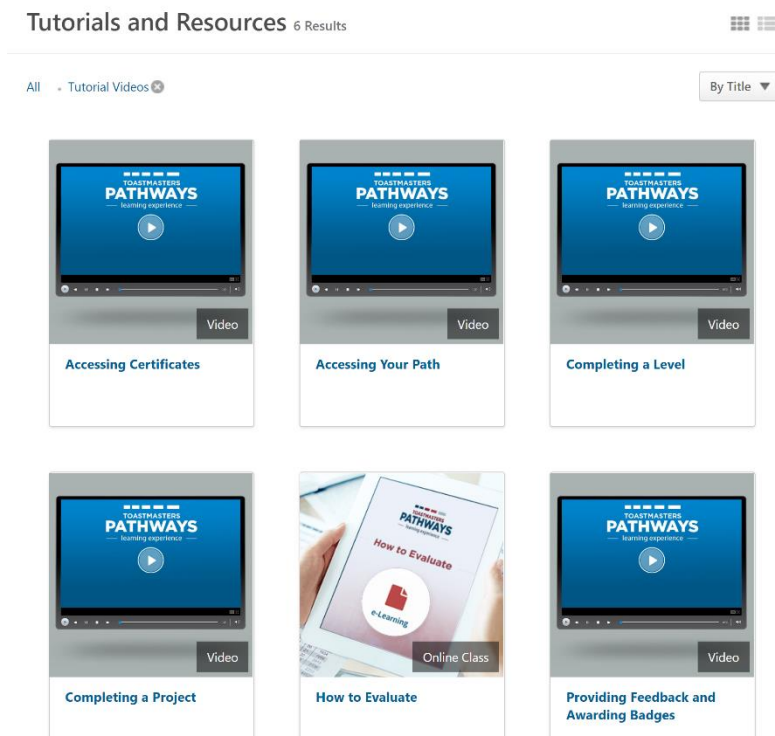 Tutorials and Resources 6 Results
All Tutorial Videos
By Title
TOASTMASTERS
PATHWAYS
learning experience
Video
Accessing Certificates
TOASTMASTERS
PATHWAYS
learning experience
Video
Accessing Your Path
TOASTMASTERS
PATHWAYS
learning experience
Video
Completing a Level
TOASTMASTERS
PATHWAYS
learning experience
Video
Completing a Project
TOASTMASTERS
PATHWAYS
learning experience
How to Evaluate
e-Learning
Online Class
How to Evaluate
TOASTMASTERS
PATHWAYS
learning experience
Video
Providing Feedback and
Awarding Badges